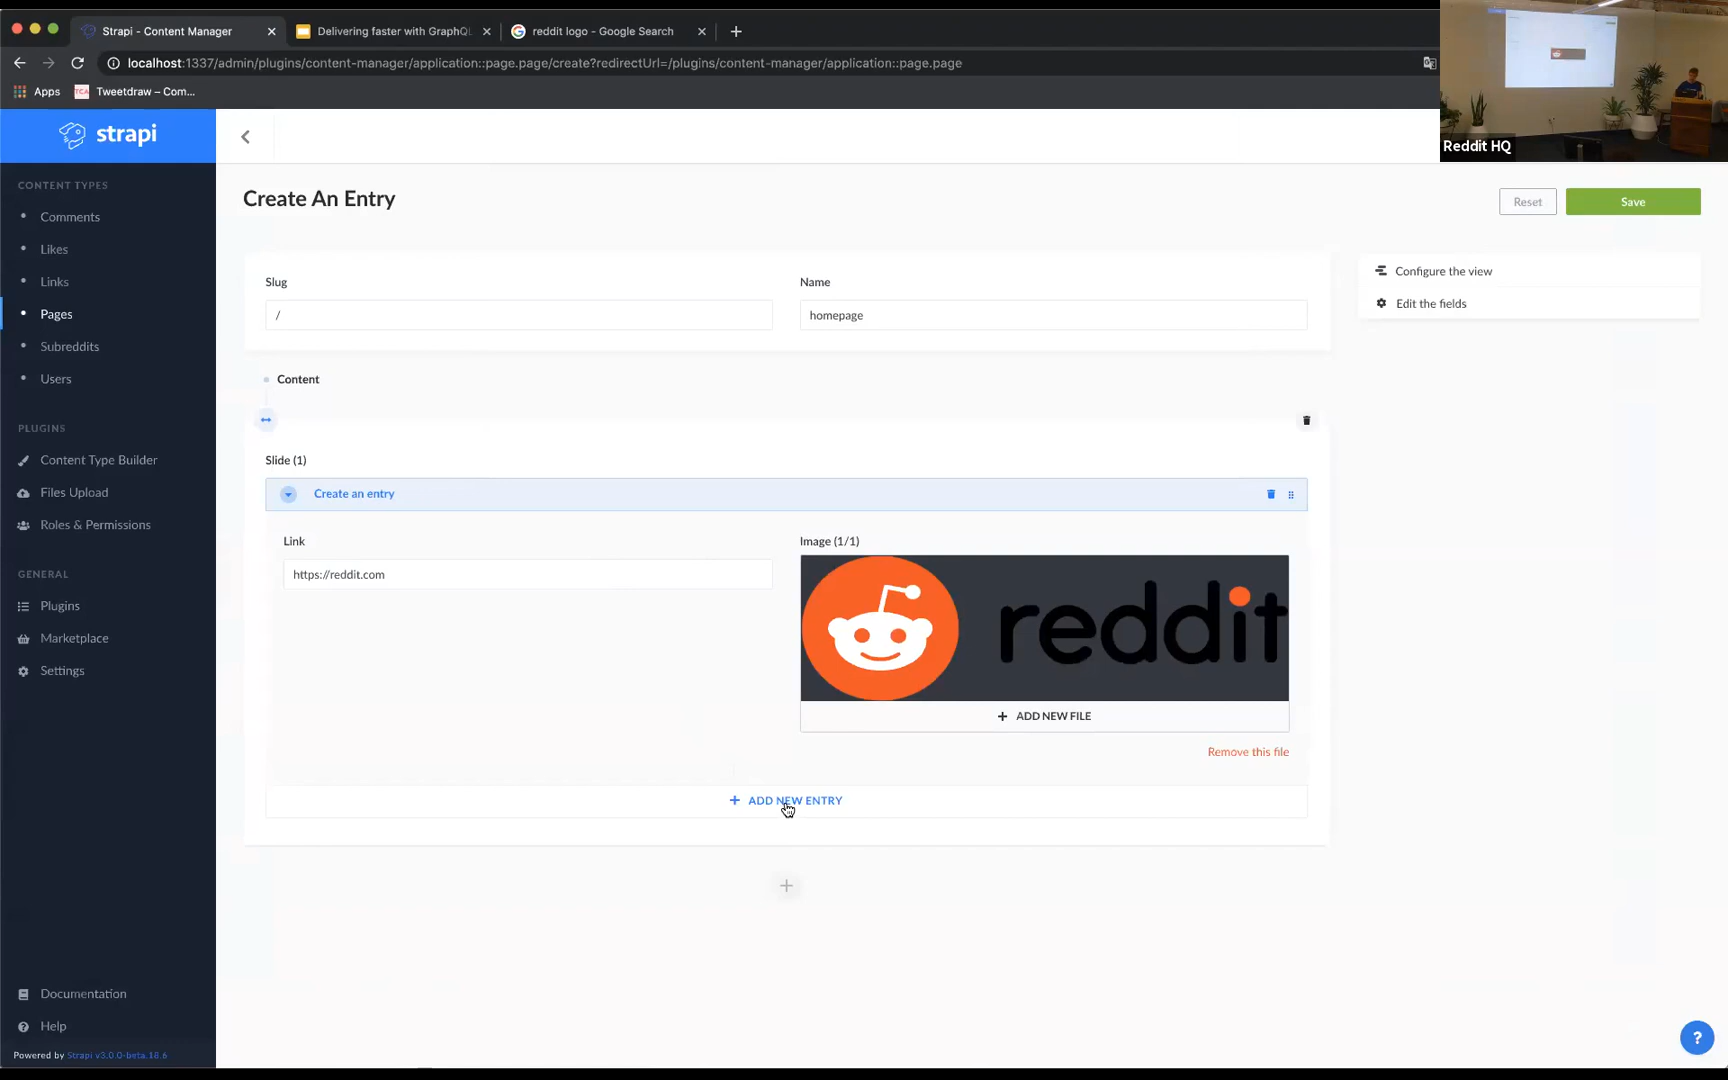 Strapi - Content Manager
Delivering faster with GraphQL
reddit logo - Google Search
localhost:1337/admin/plugins/content-manager/application::page.page/create?redirectUrl=/plugins/content-manager/application::page.page
Apps
TCA
Tweetdraw – Com...
Reddit HQ
strapi
CONTENT TYPES
Comments
Likes
Links
Pages
Subreddits
Users
PLUGINS
Content Type Builder
Files Upload
Roles & Permissions
GENERAL
Plugins
Marketplace
Settings
Documentation
Help
Powered by Strapi v3.0.0-beta.18.6
Create An Entry
Reset
Save
Slug
Name
/
homepage
Configure the view
Edit the fields
Content
Slide (1)
Create an entry
Link
Image (1/1)
https://reddit.com
reddit
+ ADD NEW FILE
Remove this file
+ ADD NEW ENTRY
+
?